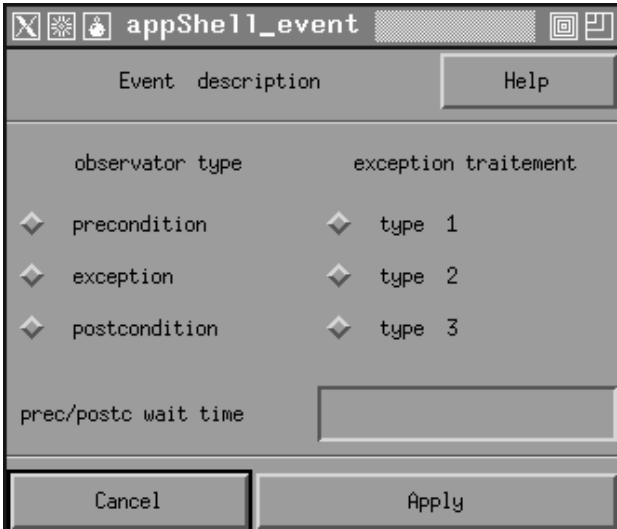 appShell_event
Event description Help
observator type exception traitement
precondition type 1
exception type 2
postcondition type 3
prec/postc wait time
Cancel Apply